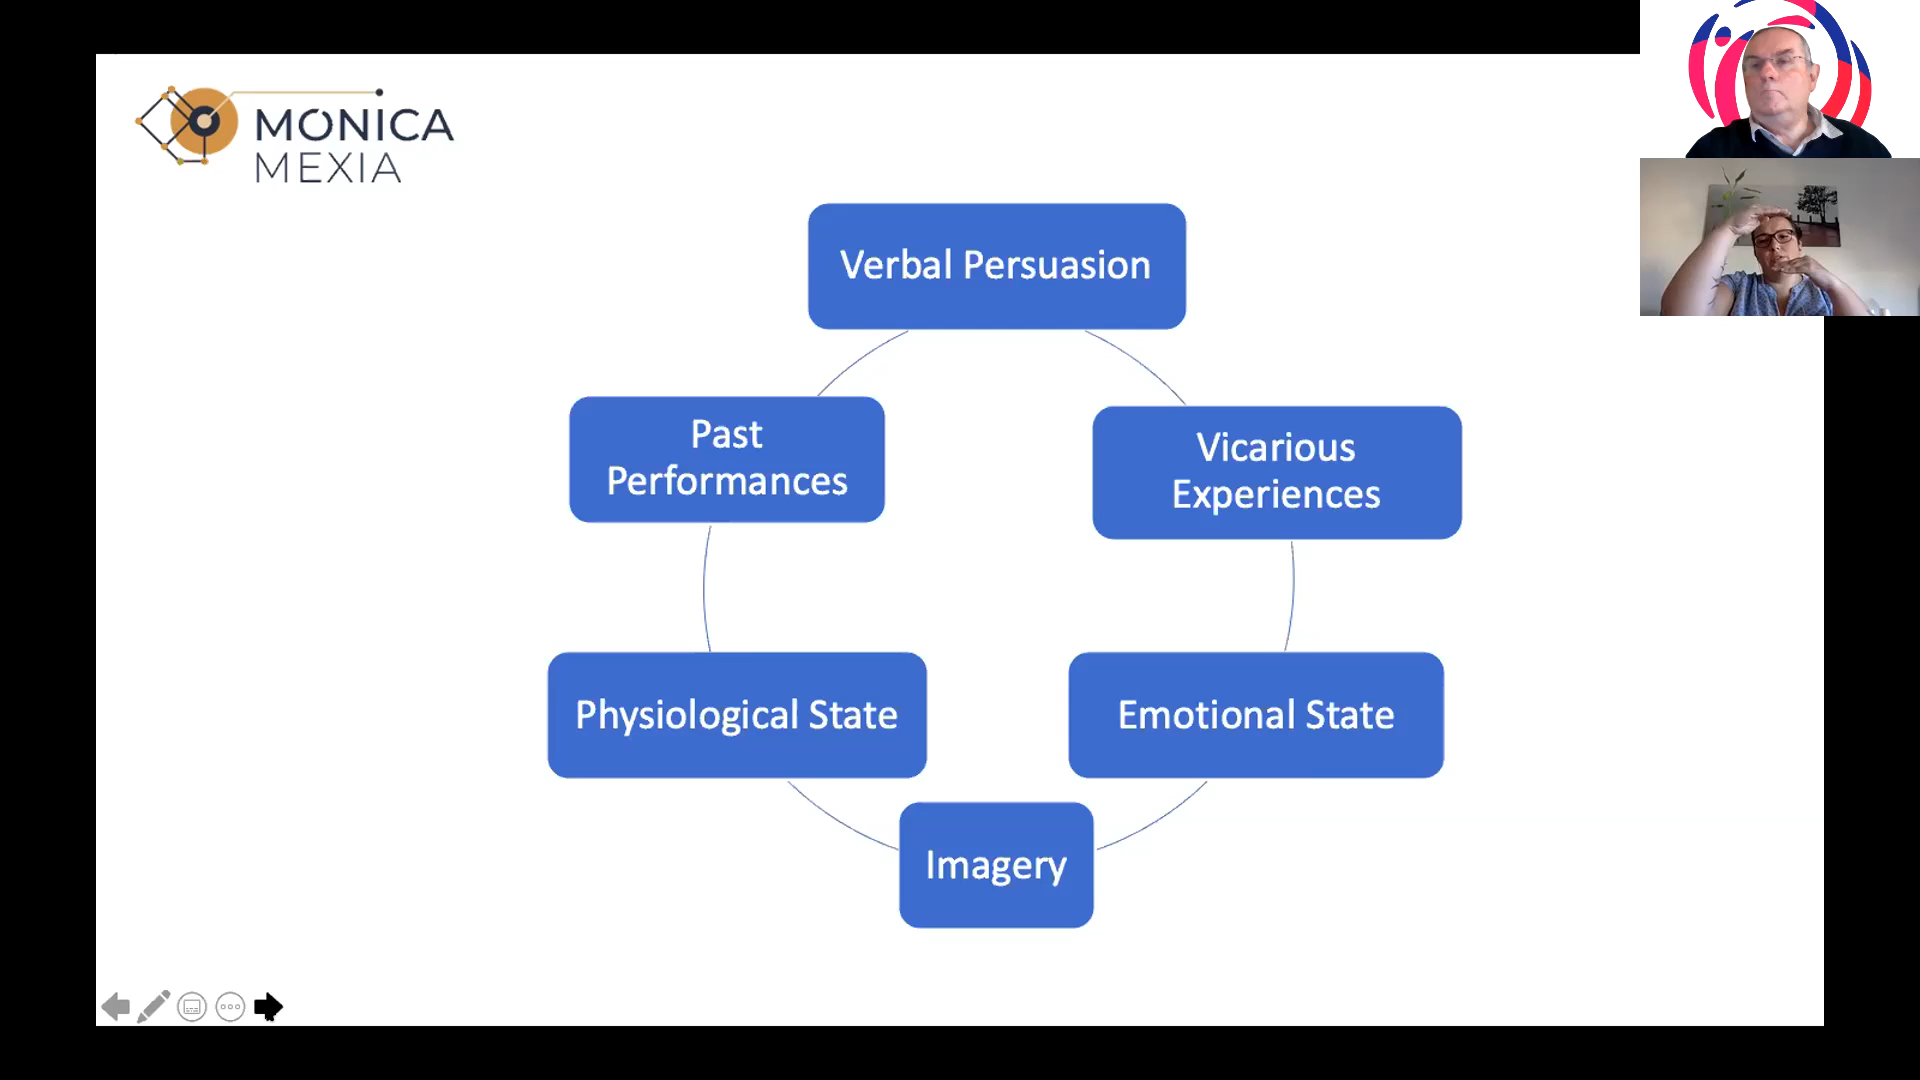 MONICA
MEXIA
Verbal Persuasion
Past
Performances
Vicarious
Experiences
Physiological State
Emotional State
Imagery